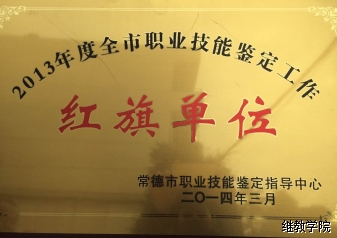 2013年度全市职业技能鉴定工作
红旗单位
常德市职业技能鉴定指导中心
二〇一四年三月
继教学院